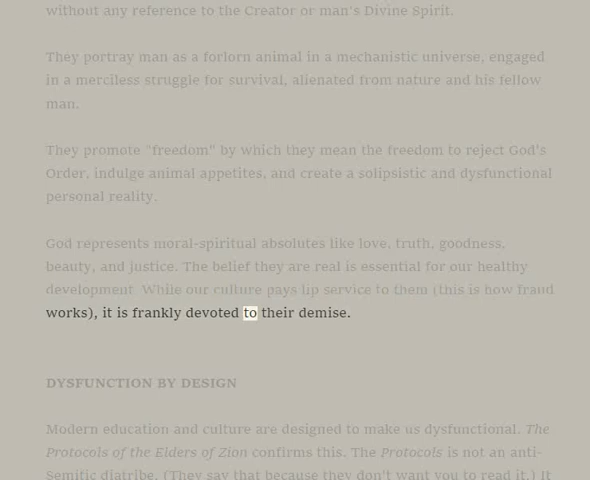 without any reference to the Creator or man's Divine Spirit.
They portray man as a forlorn animal in a mechanistic universe, engaged
in a merciless struggle for survival, alienated from nature and his fellow
man.
They promote "freedom" by which they mean the freedom to reject God's
Order, indulge animal appetites, and create a solipsistic and dysfunctional
personal reality.
God represents moral-spiritual absolutes like love, truth, goodness,
beauty, and justice. The belief they are real is essential for our healthy
development. While our culture pays lip service to them (this is how fraud
works), it is frankly devoted to their demise.
DYSFUNCTION BY DESIGN
Modern education and culture are designed to make us dysfunctional. The
Protocols of the Elders of Zion confirms this. The Protocols is not an anti-
Semitic diatribe. (They say that because they don't want you to read it.) It